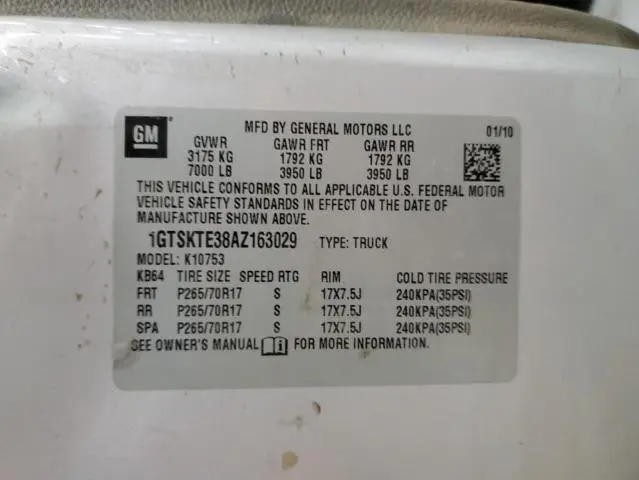 GM
MFD BY GENERAL MOTORS LLC 01/10
GVWR GAWR FRT GAWR RR
3175 KG 1792 KG 1792 KG
7000 LB 3950 LB 3950 LB
THIS VEHICLE CONFORMS TO ALL APPLICABLE U.S. FEDERAL MOTOR
VEHICLE SAFETY STANDARDS IN EFFECT ON THE DATE OF
MANUFACTURE SHOWN ABOVE.
1GTSKTE38AZ163029 TYPE: TRUCK
MODEL: K10753
KB64 TIRE SIZE SPEED RTG RIM COLD TIRE PRESSURE
FRT P265/70R17 S 17X7.5J 240KPA(35PSI)
RR P265/70R17 S 17X7.5J 240KPA(35PSI)
SPA P265/70R17 S 17X7.5J 240KPA(35PSI)
SEE OWNER'S MANUAL FOR MORE INFORMATION.